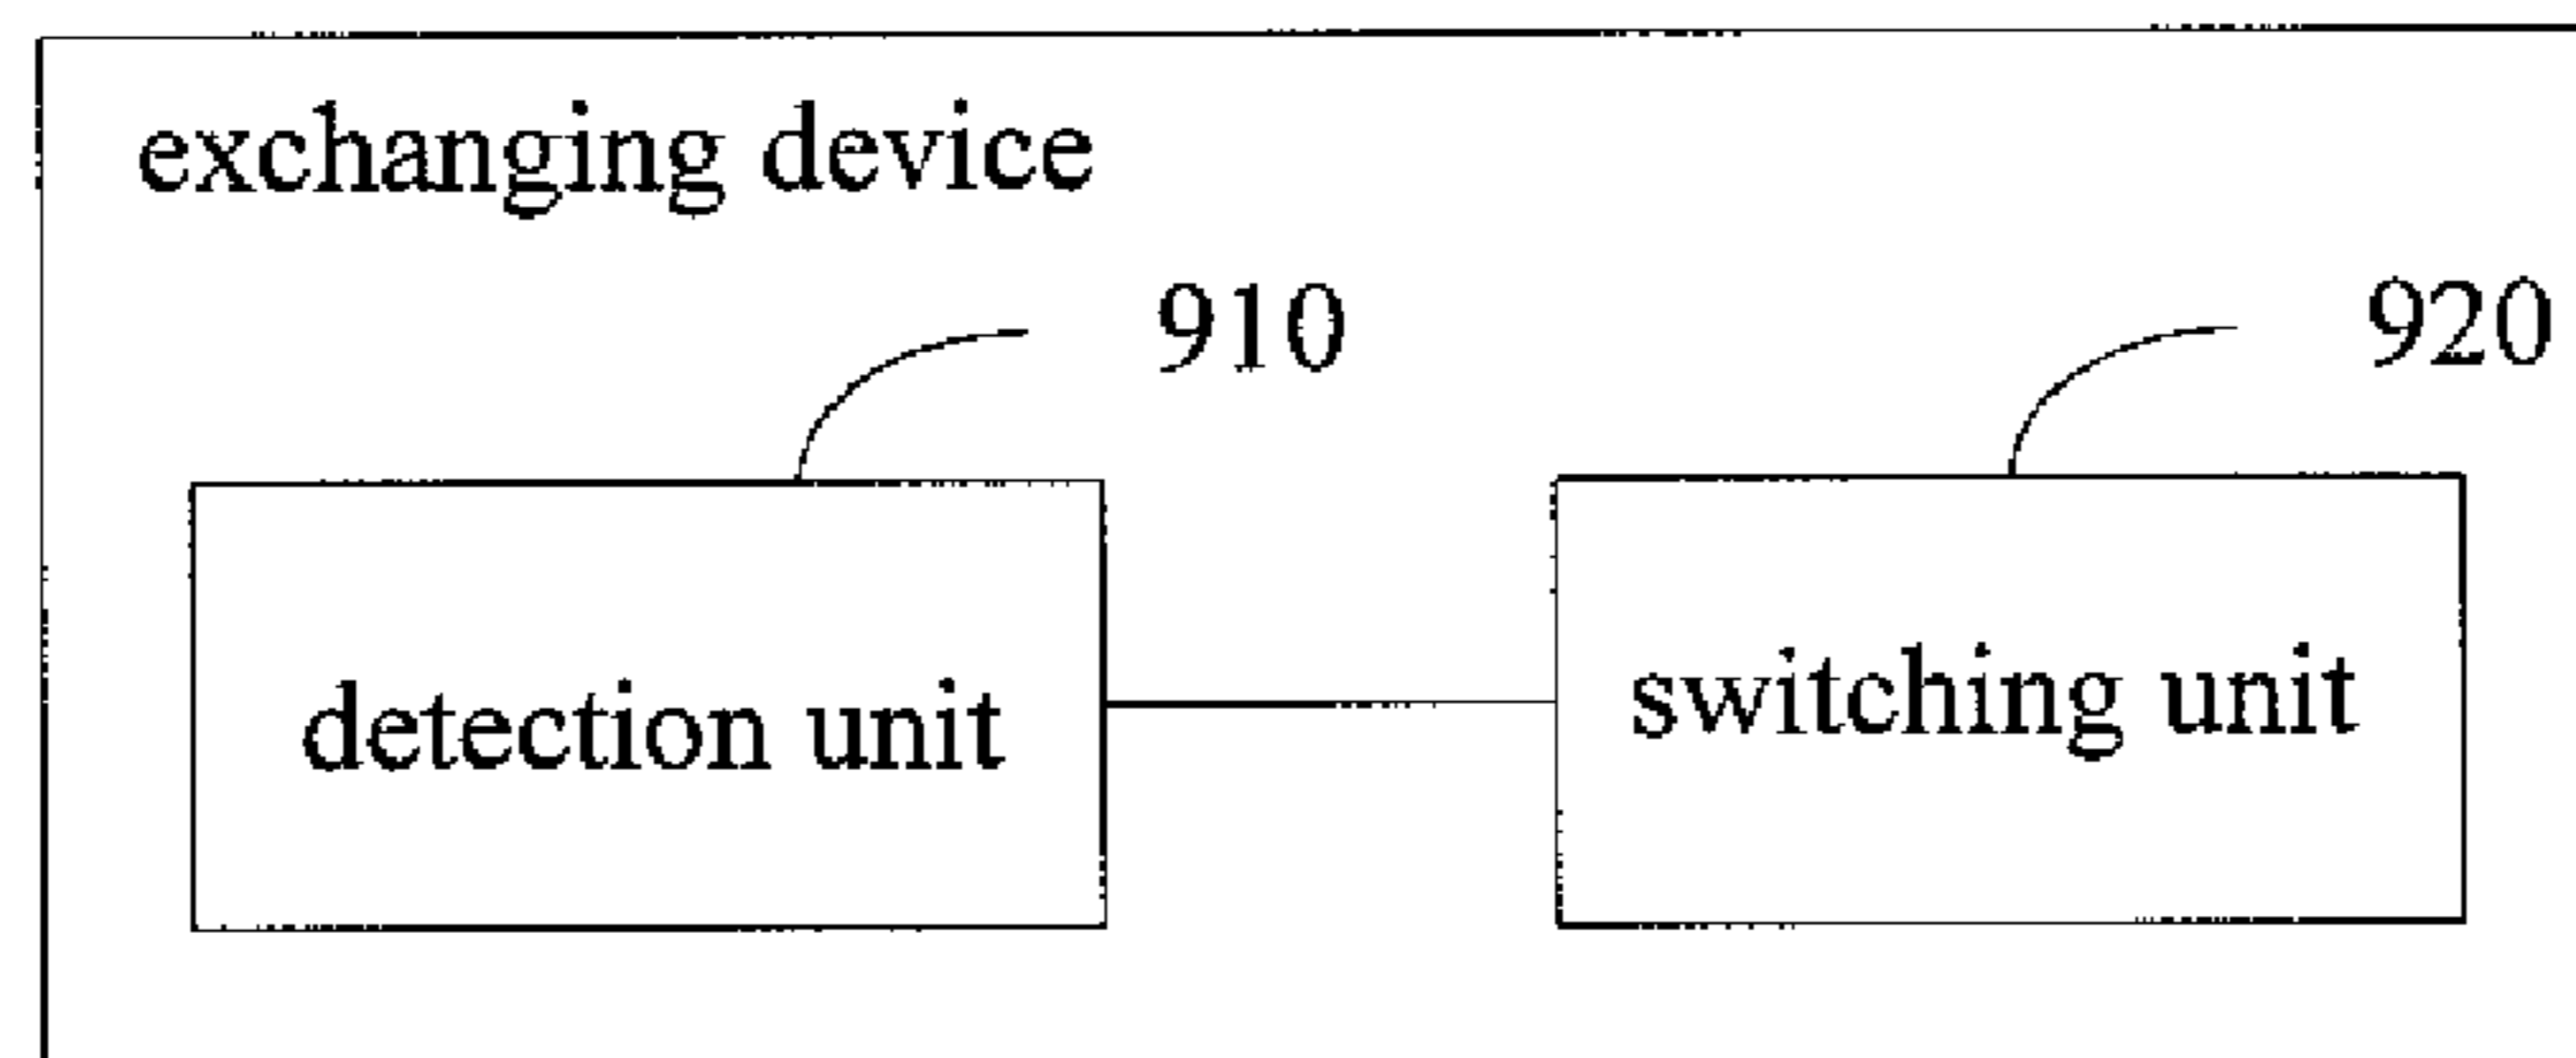 exchanging device
910
920
detection unit
switching unit